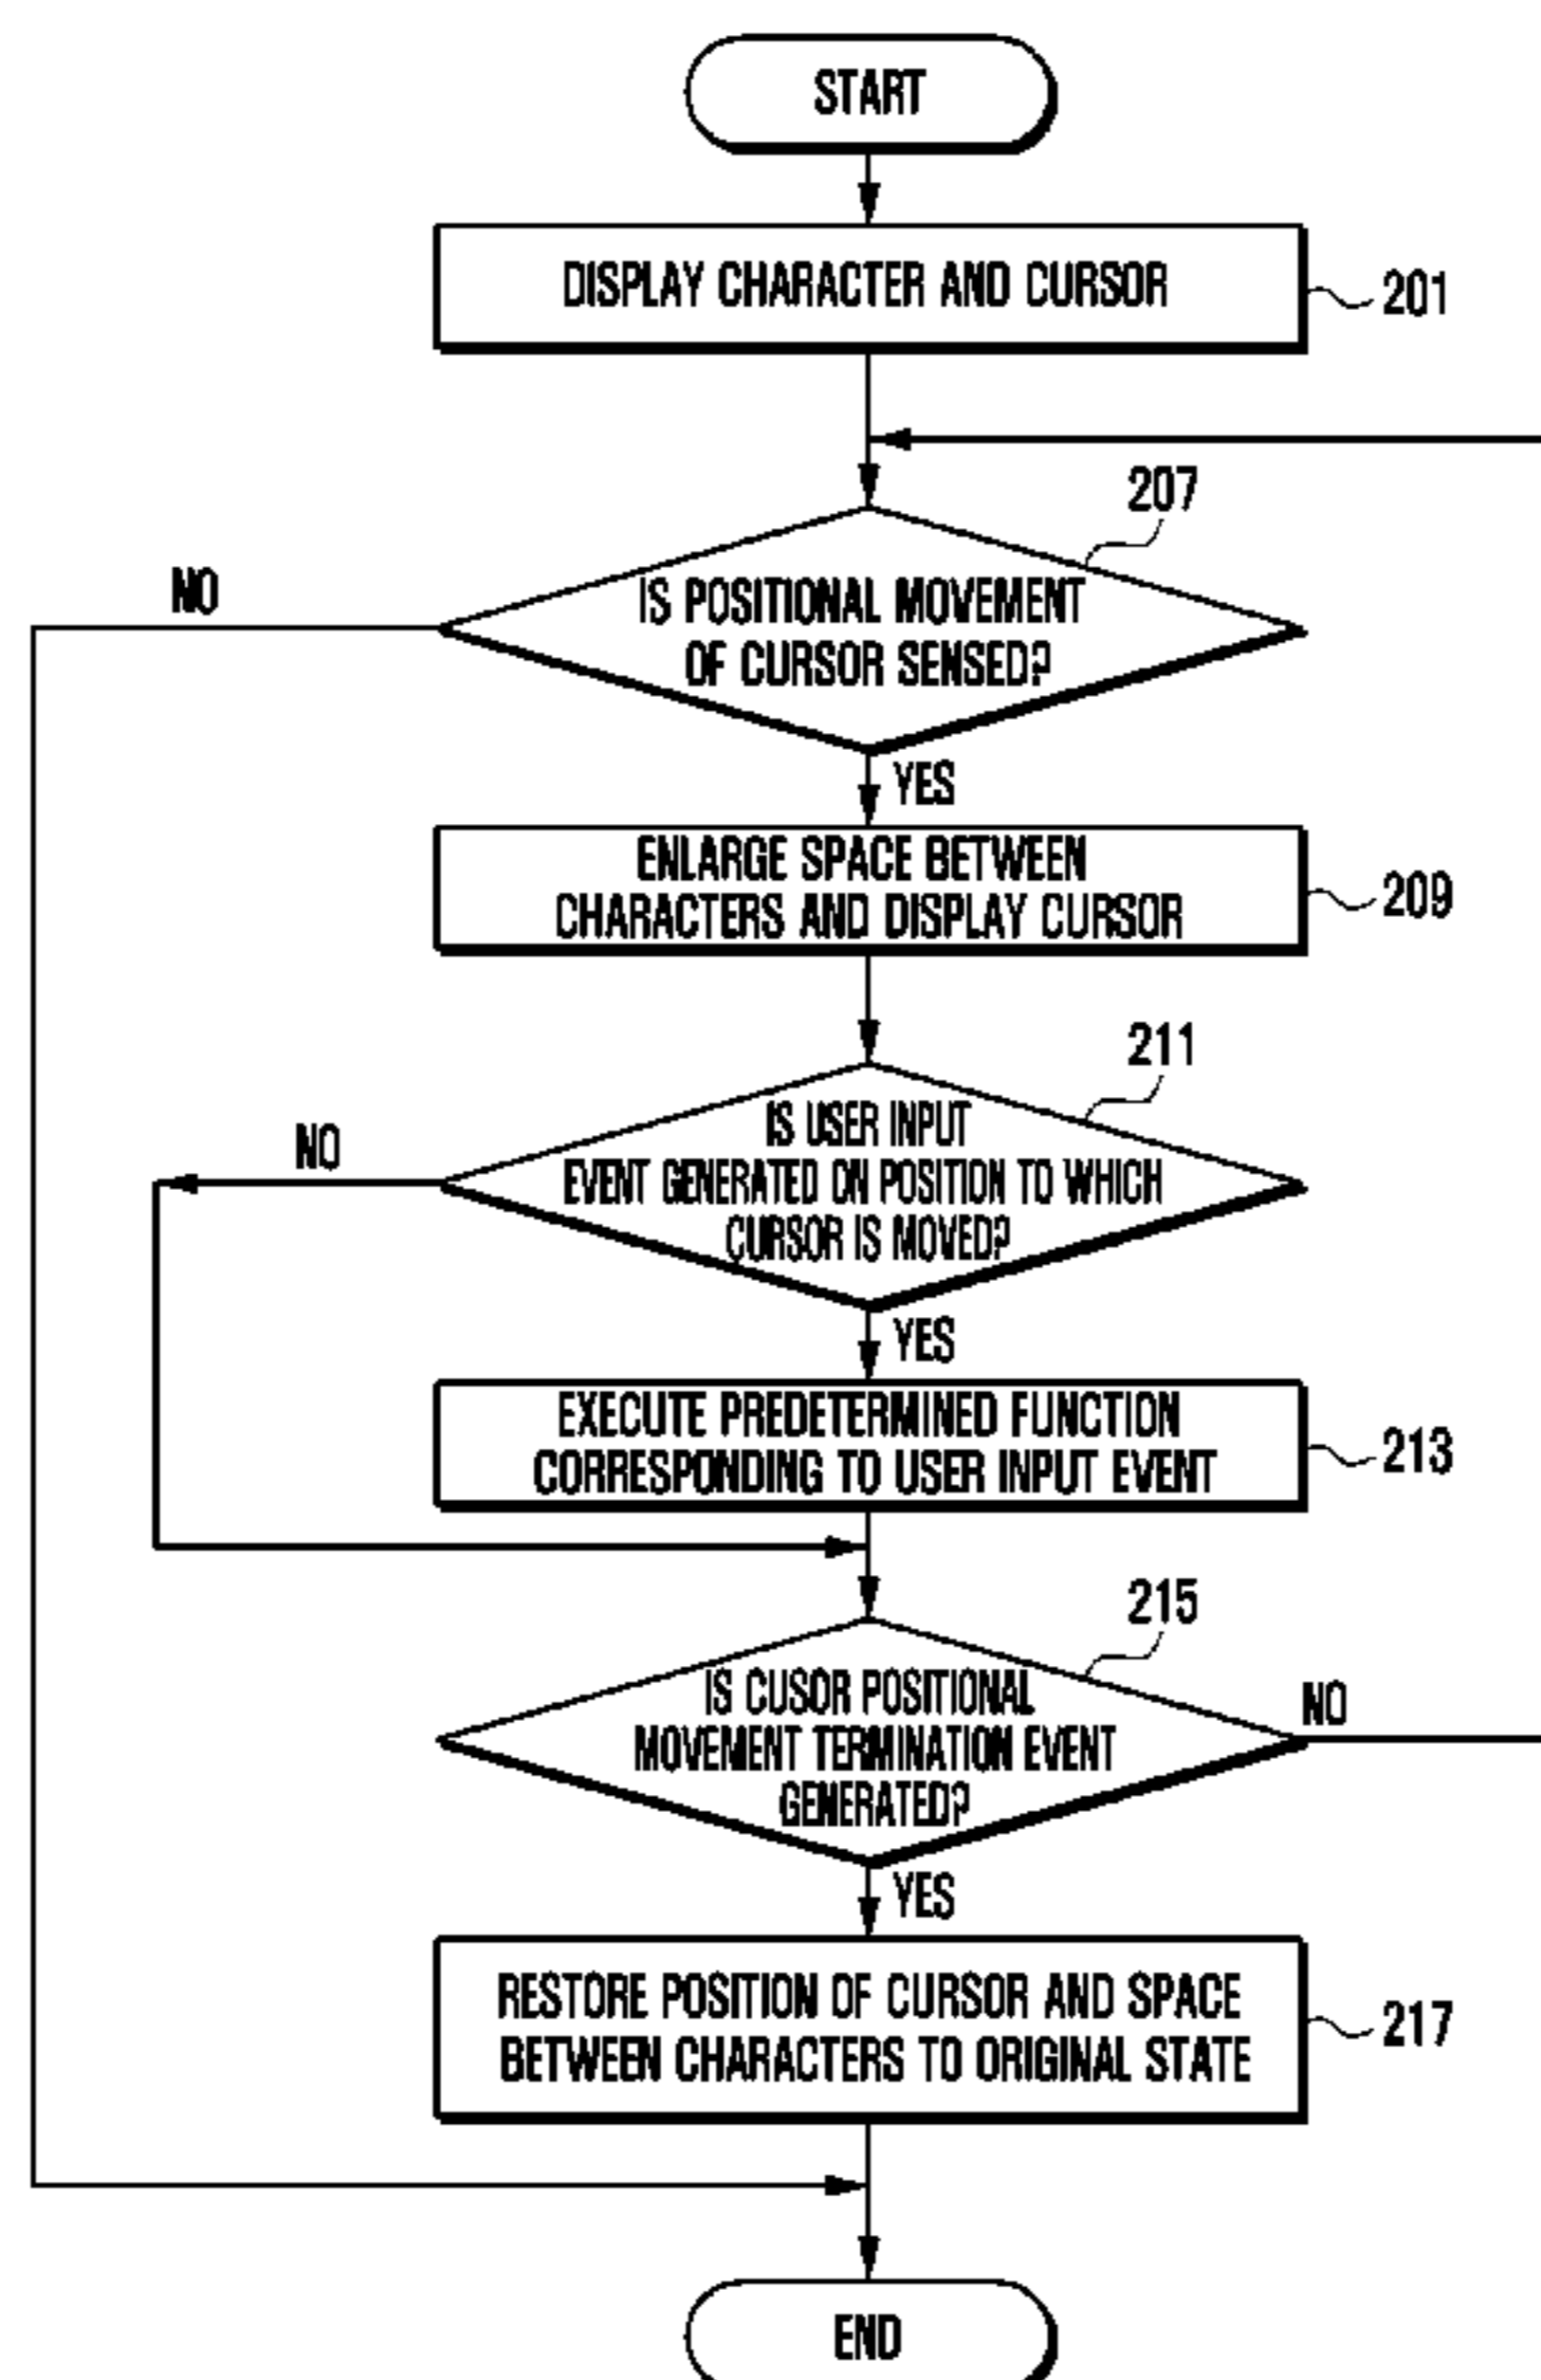 START
DISPLAY CHARACTER AND CURSOR
201
207
NO
IS POSITIONAL MOVEMENT
OF CURSOR SENSED?
YES
ENLARGE SPACE BETWEEN
CHARACTERS AND DISPLAY CURSOR
209
211
NO
IS USER INPUT
EVENT GENERATED ON POSITION TO WHICH
CURSOR IS MOVED?
YES
EXECUTE PREDETERMINED FUNCTION
CORRESPONDING TO USER INPUT EVENT
213
215
IS CUSOR POSITIONAL
MOVEMENT TERMINATION EVENT
GENERATED?
NO
YES
RESTORE POSITION OF CURSOR AND SPACE
BETWEEN CHARACTERS TO ORIGINAL STATE
217
END